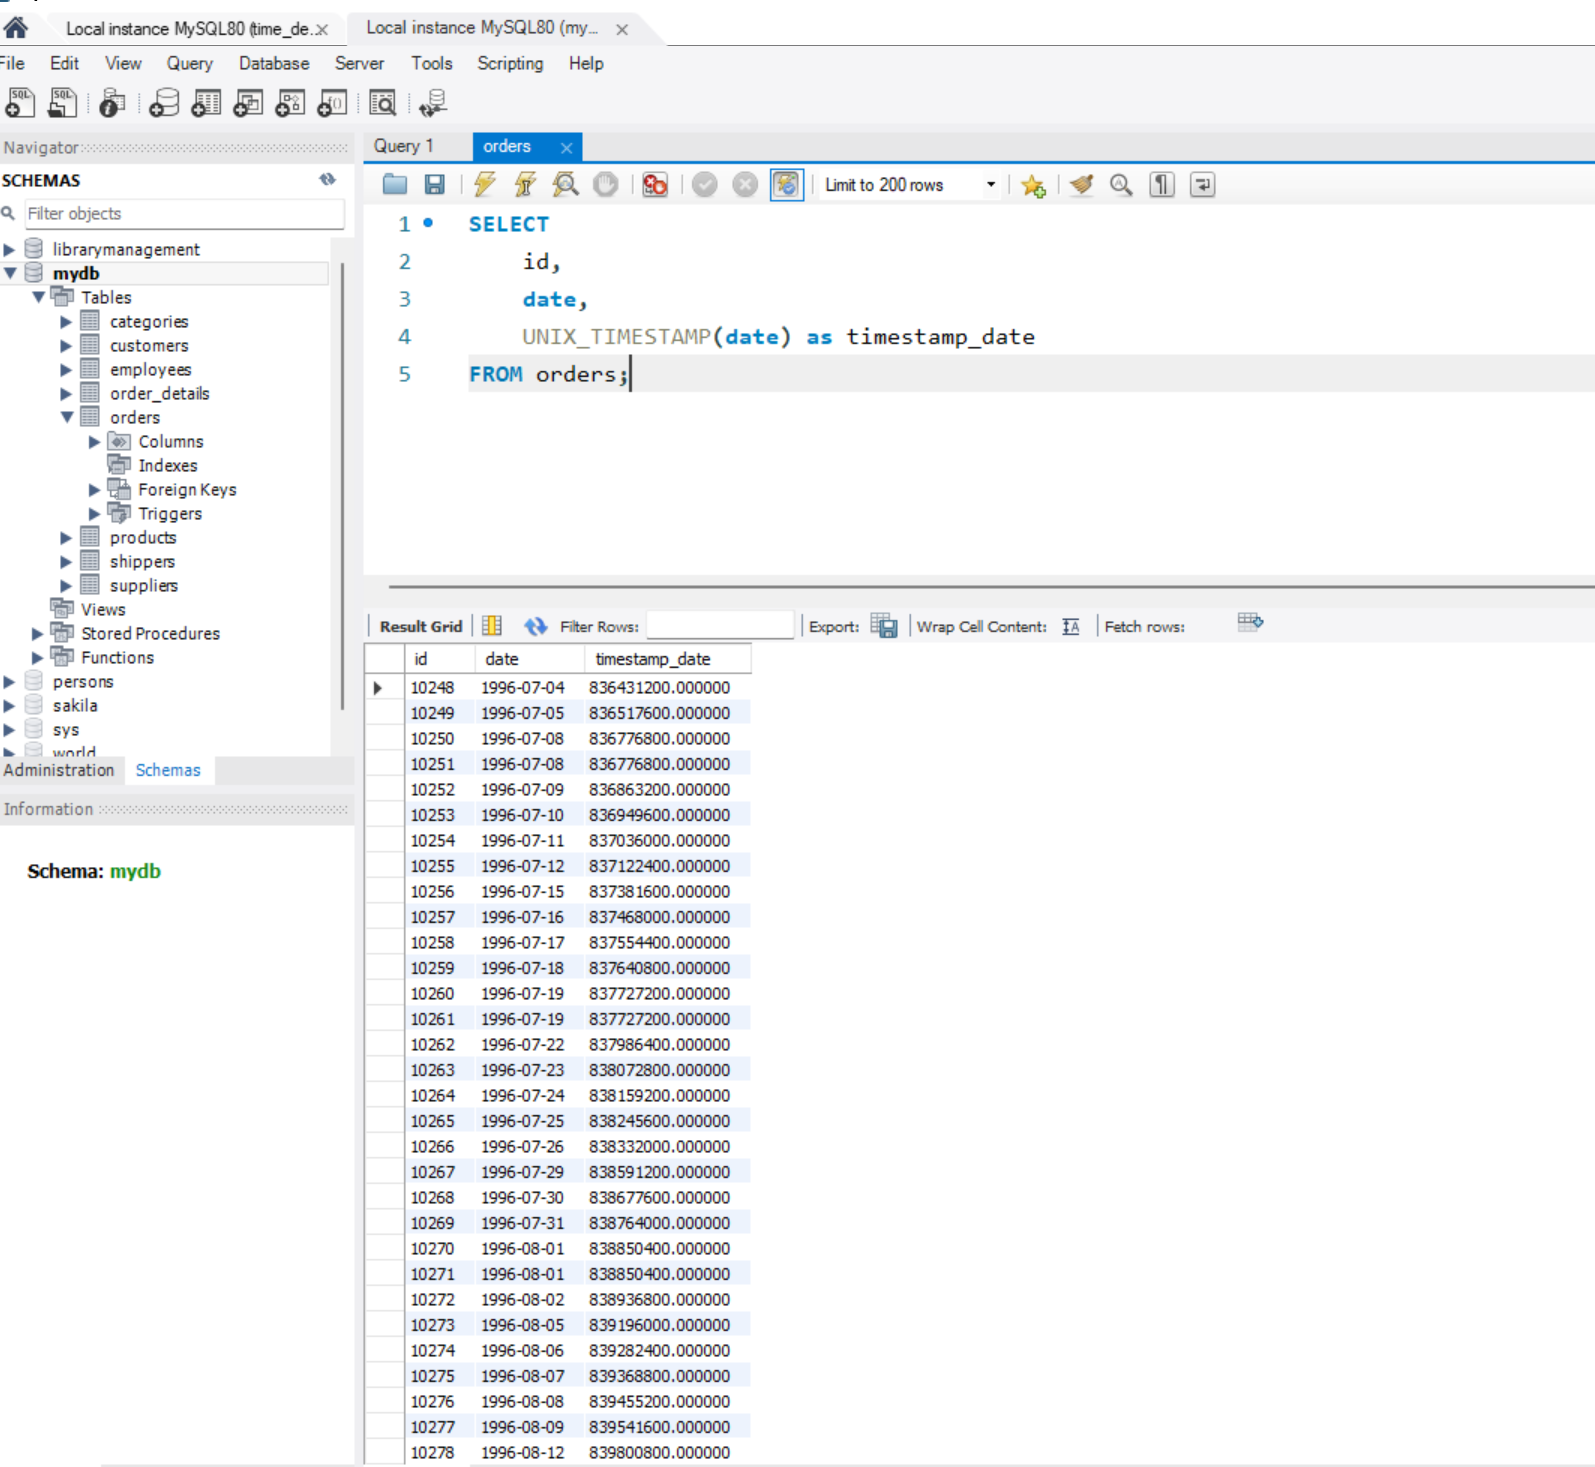 Local instance MySQL80 (time_de...
Local instance MySQL80 (my...
File Edit View Query Database Server Tools Scripting Help
Navigator
SCHEMAS
Filter objects
librarymanagement
mydb
Tables
categories
customers
employees
order_details
orders
Columns
Indexes
Foreign Keys
Triggers
products
shippers
suppliers
Views
Stored Procedures
Functions
persons
sakila
sys
world
Administration Schemas
Information
Schema: mydb
Query 1 orders
Limit to 200 rows
1 SELECT
2 id,
3 date,
4 UNIX_TIMESTAMP(date) as timestamp_date
5 FROM orders;
Result Grid Filter Rows: Export: Wrap Cell Content: Fetch rows:
id date timestamp_date
10248 1996-07-04 836431200.000000
10249 1996-07-05 836517600.000000
10250 1996-07-08 836776800.000000
10251 1996-07-08 836776800.000000
10252 1996-07-09 836863200.000000
10253 1996-07-10 836949600.000000
10254 1996-07-11 837036000.000000
10255 1996-07-12 837122400.000000
10256 1996-07-15 837381600.000000
10257 1996-07-16 837468000.000000
10258 1996-07-17 837554400.000000
10259 1996-07-18 837640800.000000
10260 1996-07-19 837727200.000000
10261 1996-07-19 837727200.000000
10262 1996-07-22 837986400.000000
10263 1996-07-23 838072800.000000
10264 1996-07-24 838159200.000000
10265 1996-07-25 838245600.000000
10266 1996-07-26 838332000.000000
10267 1996-07-29 838591200.000000
10268 1996-07-30 838677600.000000
10269 1996-07-31 838764000.000000
10270 1996-08-01 838850400.000000
10271 1996-08-01 838850400.000000
10272 1996-08-02 838936800.000000
10273 1996-08-05 839196000.000000
10274 1996-08-06 839282400.000000
10275 1996-08-07 839368800.000000
10276 1996-08-08 839455200.000000
10277 1996-08-09 839541600.000000
10278 1996-08-12 839800800.000000